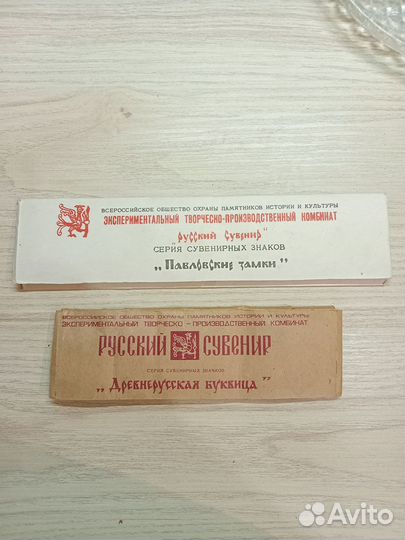 ВСЕРОССИЙСКОЕ ОБЩЕСТВО ОХРАНЫ ПАМЯТНИКОВ ИСТОРИИ И КУЛЬТУРЫ
ЭКСПЕРИМЕНТАЛЬНЫЙ ТВОРЧЕСКО-ПРОИЗВОДСТВЕННЫЙ КОМБИНАТ
„русский сувенир"
СЕРИЯ СУВЕНИРНЫХ ЗНАКОВ
„Павловские замки"
ВСЕРОССИЙСКОЕ ОБЩЕСТВО ОХРАНЫ ПАМЯТНИКОВ ИСТОРИИ И КУЛЬТУРЫ
ЭКСПЕРИМЕНТАЛЬНЫЙ ТВОРЧЕСКО - ПРОИЗВОДСТВЕННЫЙ КОМБИНАТ
РУССКИЙ СУВЕНИР
СЕРИЯ СУВЕНИРНЫХ ЗНАЧКОВ
„Древнерусская буквица"
Avito